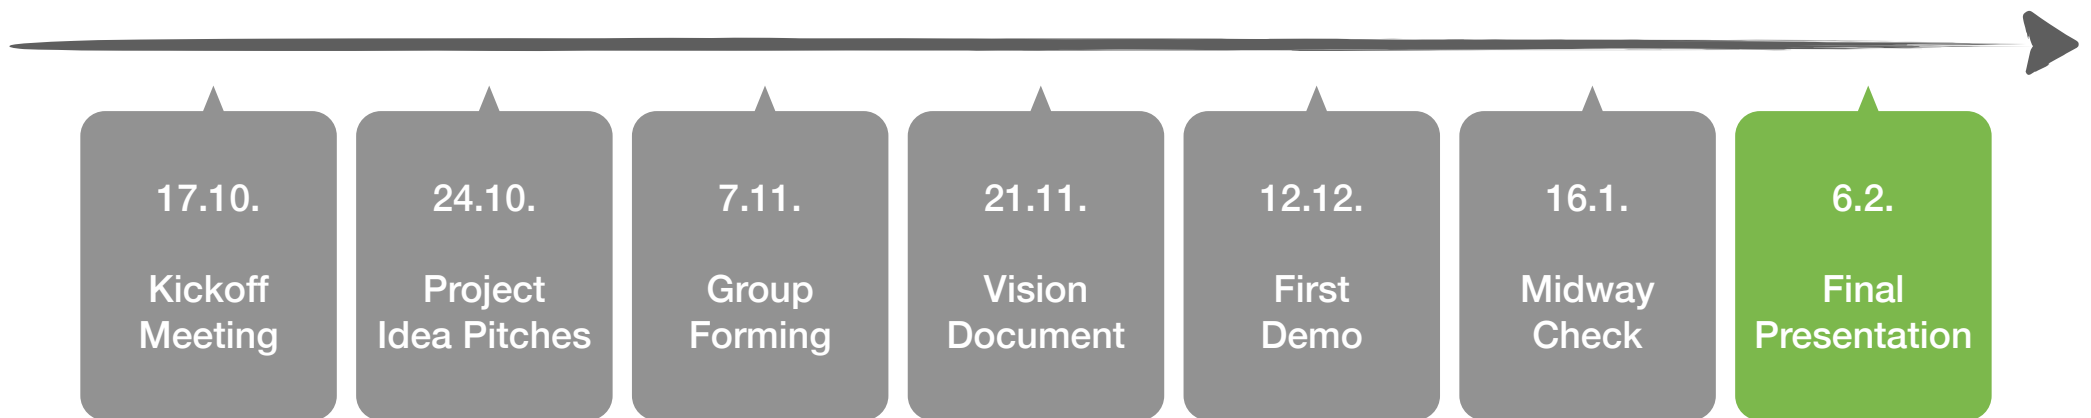 17.10.
Kickoff
Meeting
24.10.
Project
Idea Pitches
7.11.
Group
Forming
21.11.
Vision
Document
12.12.
First
Demo
16.1.
Midway
Check
6.2.
Final
Presentation